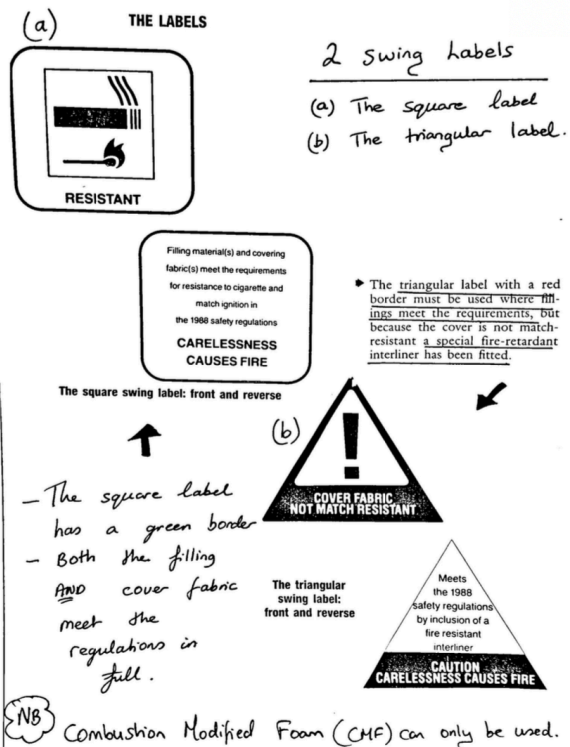 (a)
THE LABELS
RESISTANT
2 Swing Labels
(a) The square label
(b) The triangular label.
Filling material(s) and covering
fabric(s) meet the requirements
for resistance to cigarette and
match ignition in
the 1988 safety regulations
CARELESSNESS
CAUSES FIRE
The square swing label: front and reverse
The triangular label with a red
border must be used where fill-
ings meet the requirements, but
because the cover is not match-
resistant a special fire-retardant
interliner has been fitted.
– The square label
has a green border
– Both the filling
AND cover fabric
meet the
regulations in
full.
(b)
!
COVER FABRIC
NOT MATCH RESISTANT
The triangular
swing label:
front and reverse
Meets
the 1988
safety regulations
by inclusion of a
fire resistant
interliner
CAUTION
CARELESSNESS CAUSES FIRE
NB Combustion Modified Foam (CMF) can only be used.